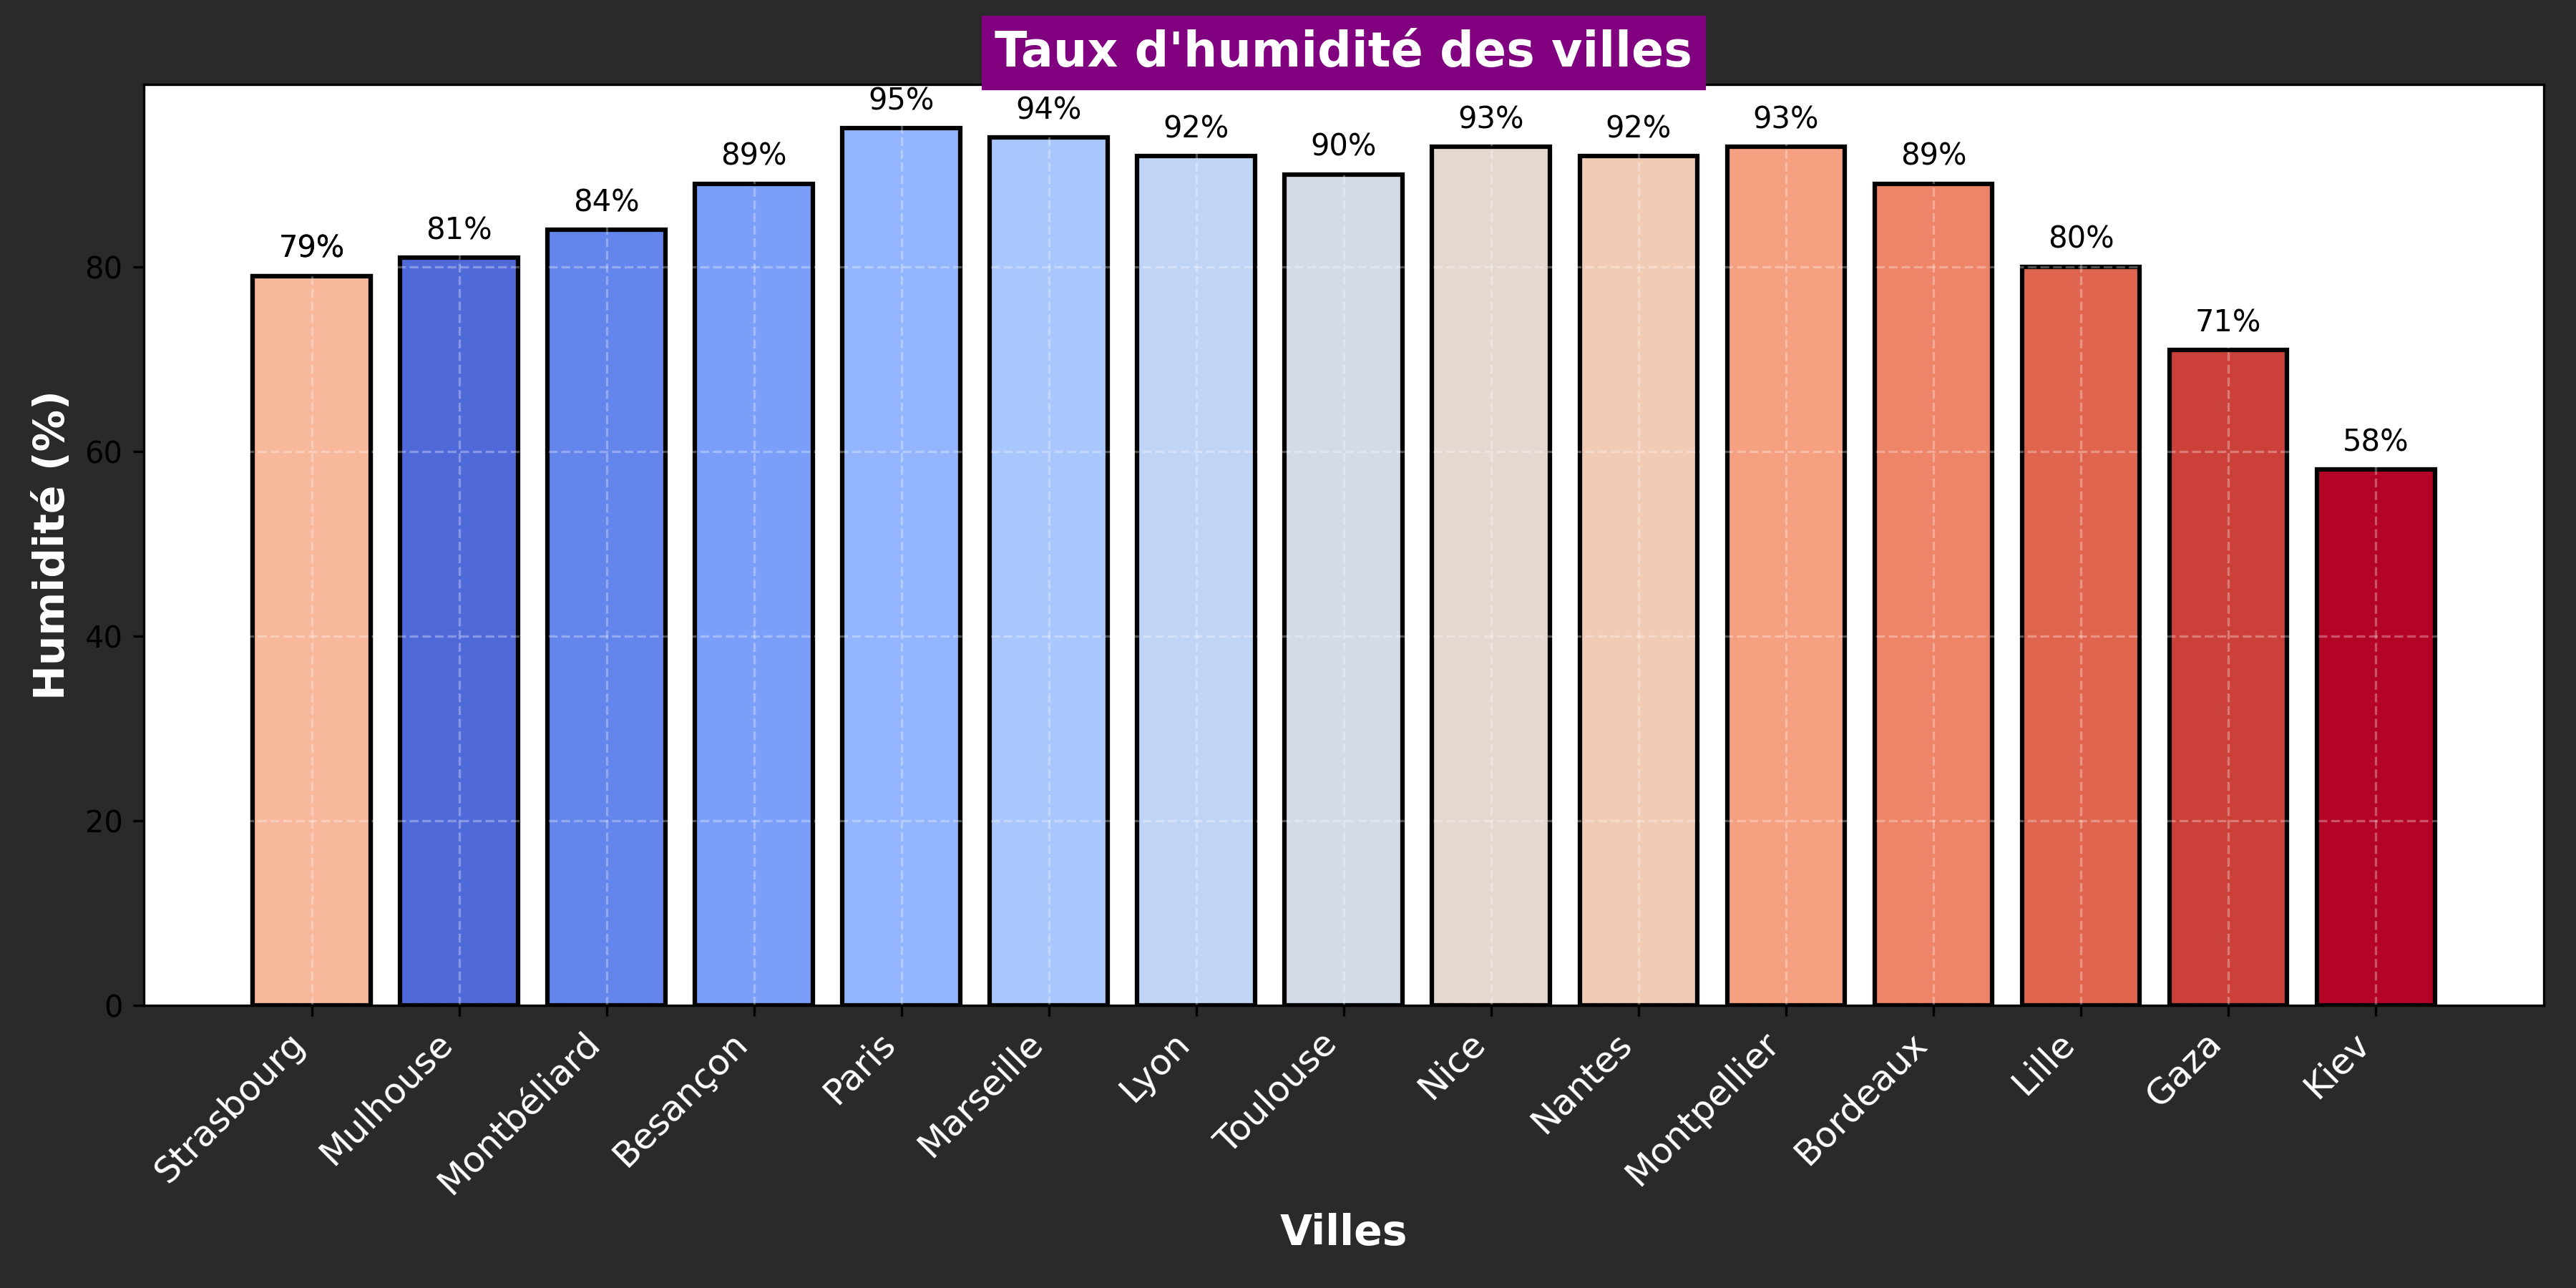 Taux d'humidité des villes
95%
94%
92%
90%
93%
92%
93%
89%
89%
84%
81%
79%
80%
71%
58%
Humidité (%)
80
60
40
20
0
Strasbourg
Mulhouse
Montbéliard
Besançon
Paris
Marseille
Lyon
Toulouse
Nice
Nantes
Montpellier
Bordeaux
Lille
Gaza
Kiev
Villes